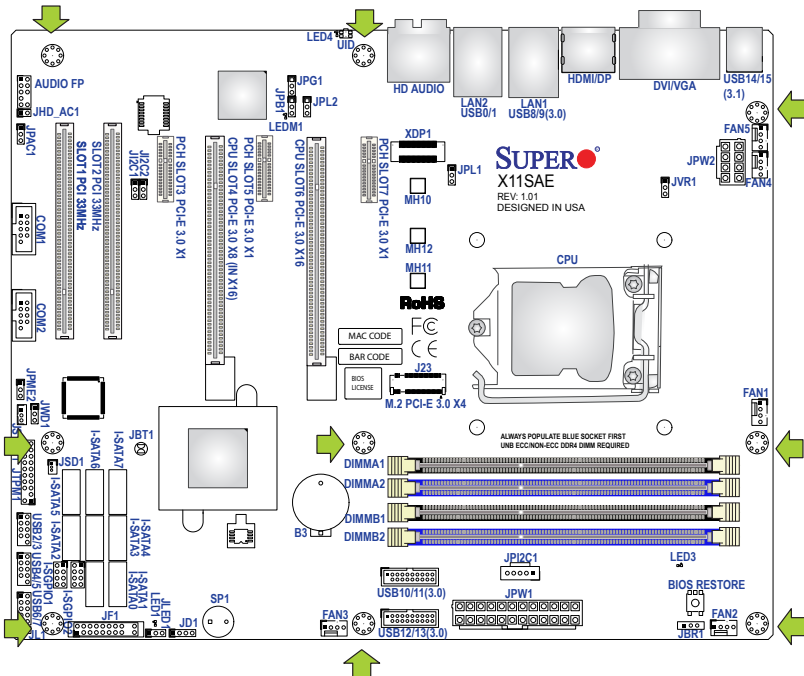 LED4
UID
HD AUDIO
LAN2
USB0/1
LAN1
USB8/9(3.0)
HDMI/DP
DVI/VGA
USB14/15
(3.1)
AUDIO FP
JHD_AC1
JPAC1
JPG1
JPB1
JPL2
LEDM1
FAN5
JPW2
FAN4
JVR1
XDP1
JPL1
SUPER
X11SAE
REV: 1.01
DESIGNED IN USA
SLOT1 PCI 33MHz
SLOT2 PCI 33MHz
JI2C1
JI2C2
PCH SLOT3 PCI-E 3.0 X1
CPU SLOT4 PCI-E 3.0 X8 (IN X16)
PCH SLOT5 PCI-E 3.0 X1
CPU SLOT6 PCI-E 3.0 X16
PCH SLOT7 PCI-E 3.0 X1
MH10
MH12
MH11
CPU
COM1
COM2
RoHS
FC
CE
MAC CODE
BAR CODE
BIOS
LICENSE
J23
M.2 PCI-E 3.0 X4
FAN1
JPME2
JWD1
JBT1
ALWAYS POPULATE BLUE SOCKET FIRST
UNB ECC/NON-ECC DDR4 DIMM REQUIRED
DIMMA1
DIMMA2
DIMMB1
DIMMB2
JTPM1
JSD1
I-SATA6
I-SATA7
I-SATA5
I-SATA2
I-SATA4
I-SATA3
I-SATA1
I-SATA0
B3
USB2/3
USB4/5
USB6/7
I-SGPIO1
I-SGPIO2
JL1
JF1
LED1
JLED1
JD1
SP1
FAN3
USB10/11(3.0)
USB12/13(3.0)
JPI2C1
JPW1
LED3
BIOS RESTORE
JBR1
FAN2